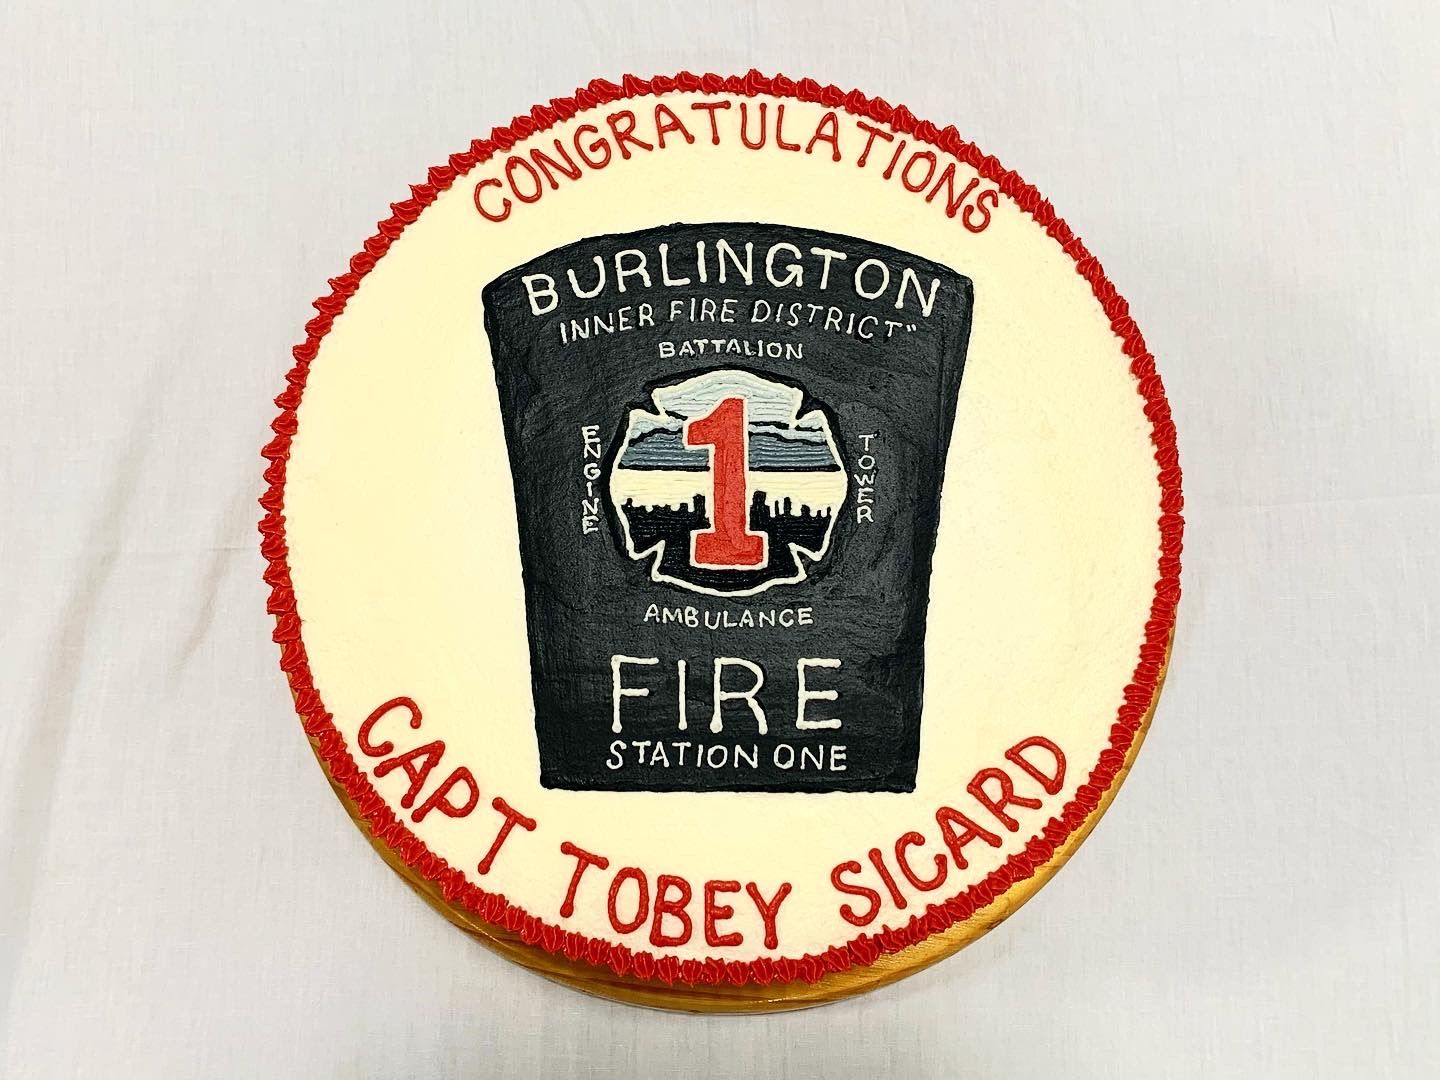 CONGRATULATIONS
BURLINGTON
INNER FIRE DISTRICT"
BATTALION
ENGINE
1
TOWER
AMBULANCE
FIRE
STATION ONE
CAPT TOBEY SICARD